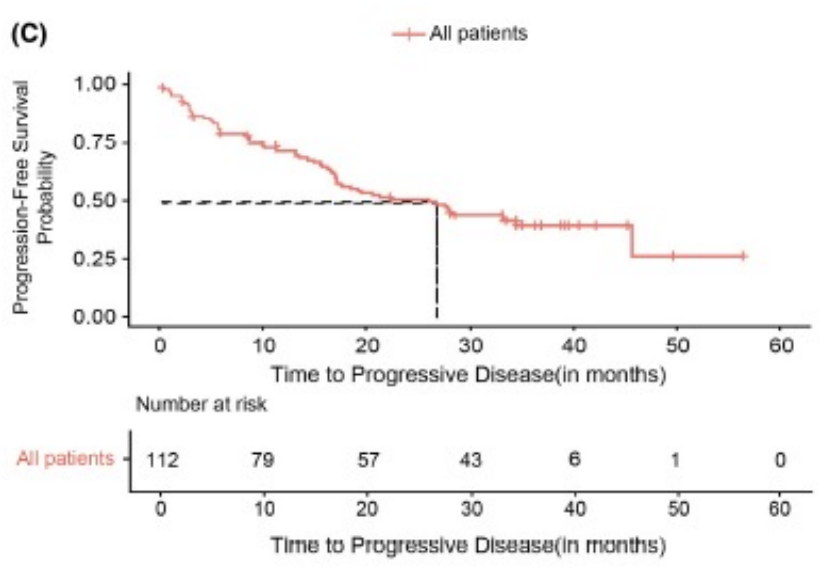 (C)
All patients
Progression-Free Survival
Probability
1.00
0.75
0.50
0.25
0.00
0 10 20 30 40 50 60
Time to Progressive Disease(in months)
Number at risk
All patients 112 79 57 43 6 1 0
0 10 20 30 40 50 60
Time to Progressive Disease(in months)